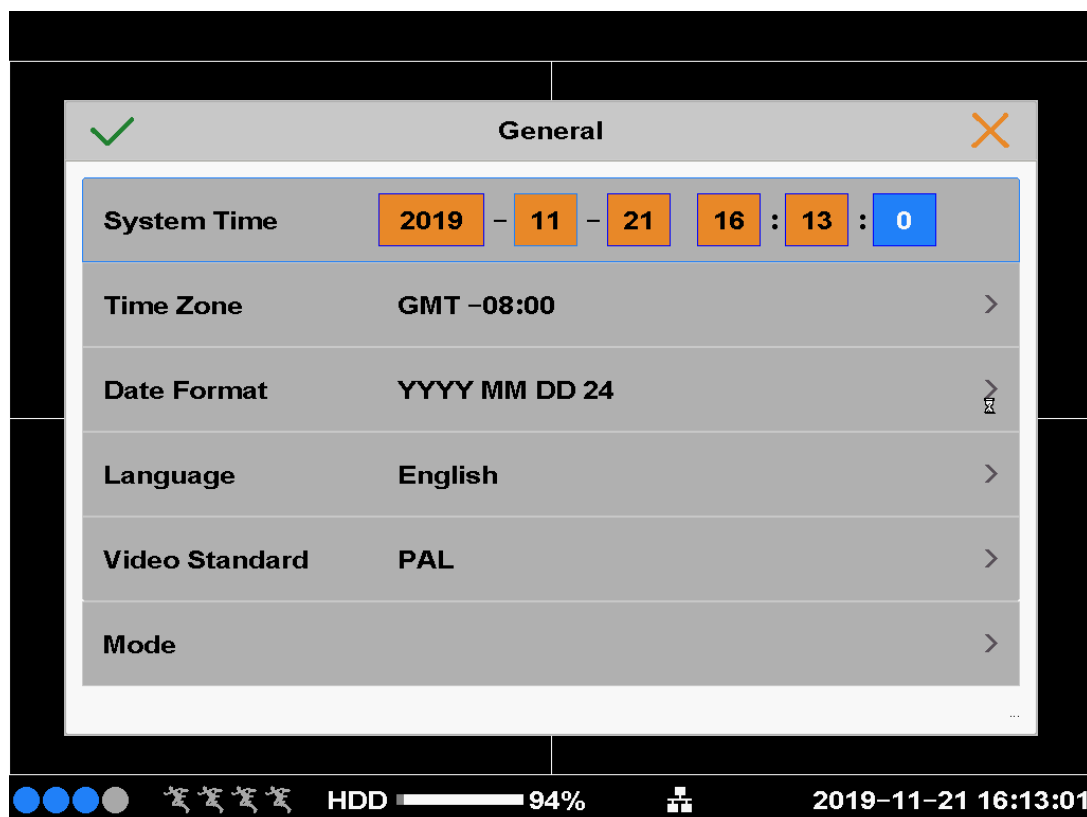 General
System Time 2019 - 11 - 21 16 : 13 : 0
Time Zone GMT -08:00
Date Format YYYY MM DD 24
Language English
Video Standard PAL
Mode
...
HDD 94% 2019-11-21 16:13:01